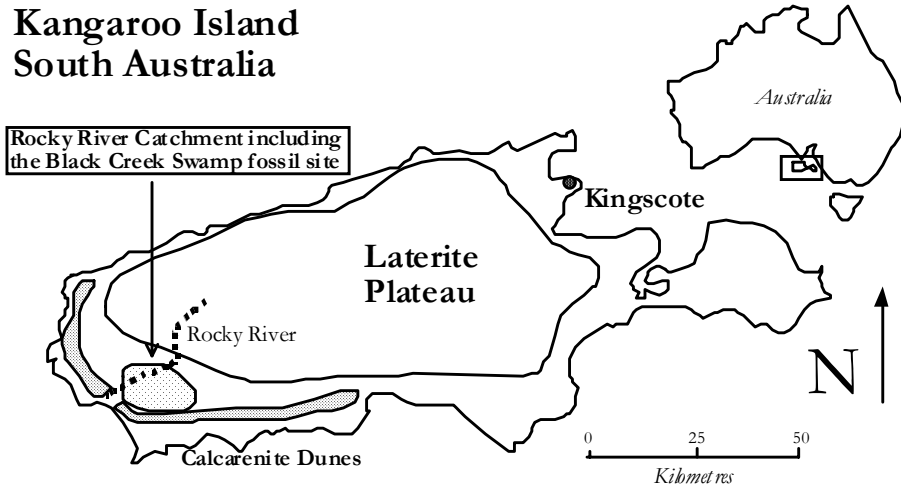 Kangaroo Island
South Australia
Australia
Rocky River Catchment including
the Black Creek Swamp fossil site
Kingscote
Laterite
Plateau
Rocky River
N
Calcarenite Dunes
0 25 50
Kilometres